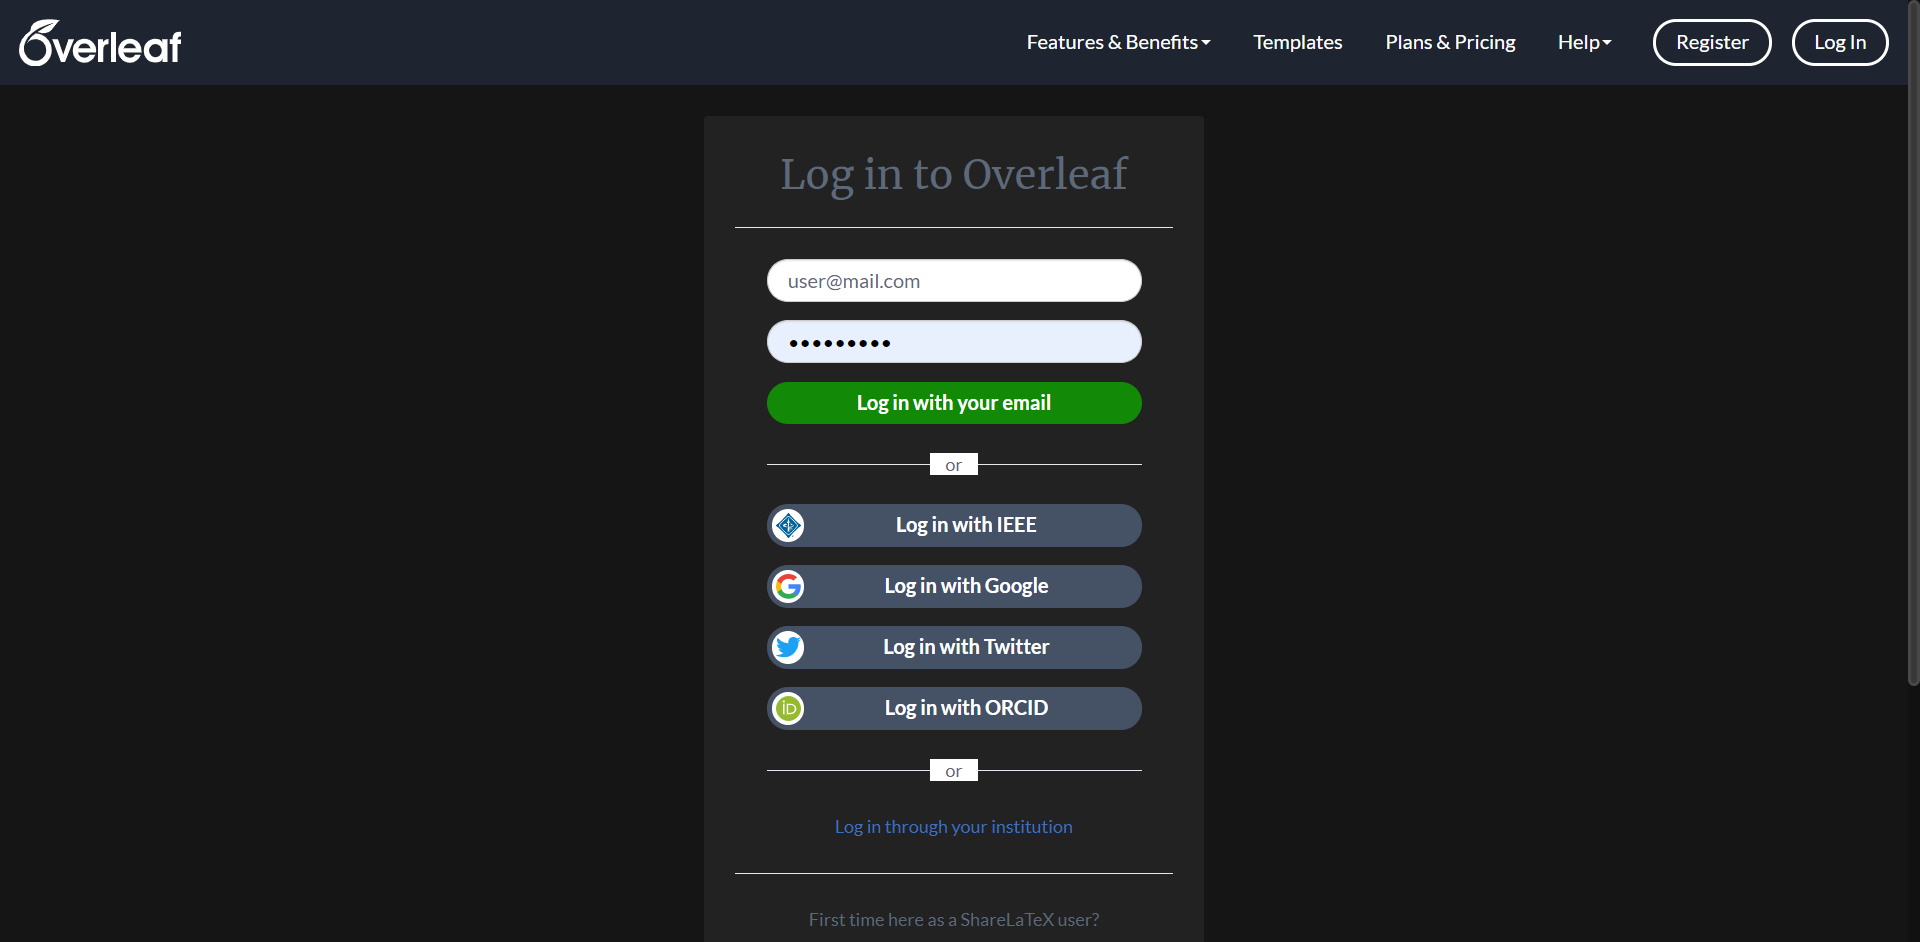 Overleaf
Features & Benefits
Templates
Plans & Pricing
Help
Register
Log In
Log in to Overleaf
user@mail.com
•••••••••
Log in with your email
or
Log in with IEEE
Log in with Google
Log in with Twitter
iD
Log in with ORCID
or
Log in through your institution
First time here as a ShareLaTeX user?